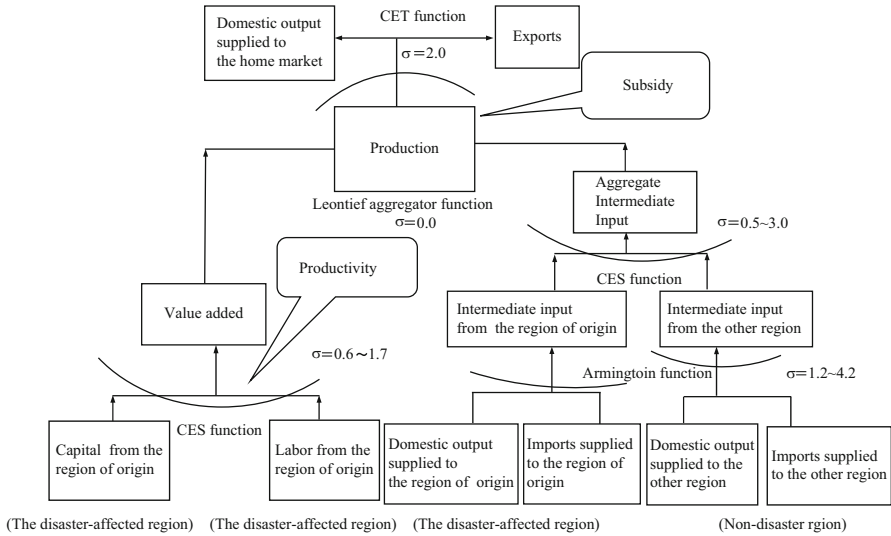 CET function
Domestic output
supplied to
the home market
Exports
σ=2.0
Subsidy
Production
Aggregate
Intermediate
Input
Leontief aggregator function
σ=0.0
σ=0.5~3.0
Productivity
CES function
Value added
Intermediate input
from the region of origin
Intermediate input
from the other region
σ=0.6~1.7
Armingtoin function
σ=1.2~4.2
CES function
Capital from the
region of origin
Labor from the
region of origin
Domestic output
supplied to
the region of origin
Imports supplied
to the region of
origin
Domestic output
supplied to the
other region
Imports supplied
to the other region
(The disaster-affected region)
(The disaster-affected region)
(The disaster-affected region)
(Non-disaster rgion)